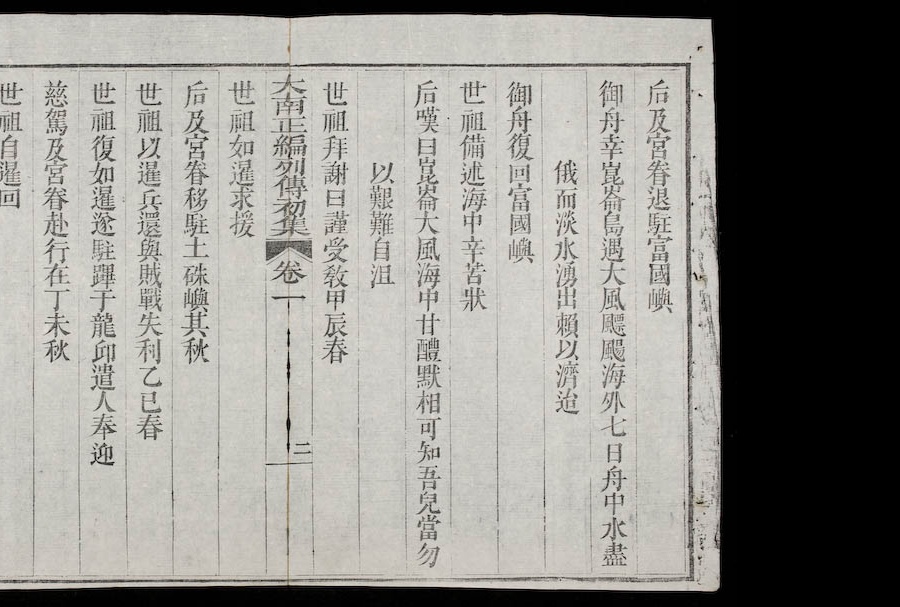 后及宮眷退駐富國嶼
御舟幸崑崙島遇大風飃颺海外七日舟中水盡
俄而淡水湧出賴以濟迨
御舟復回富國嶼
世祖備述海中辛苦狀
后嘆曰崑崙大風海中甘醴默相可知吾兒當勿
以艱難自沮
世祖拜謝曰謹受敎甲辰春
大南正編列傳初集 卷一 二
世祖如暹求援
后及宮眷移駐土硃嶼其秋
世祖以暹兵還與賊戰失利乙巳春
世祖復如暹遂駐蹕于龍邱遣人奉迎
慈駕及宮眷赴行在丁未秋
世祖自暹回